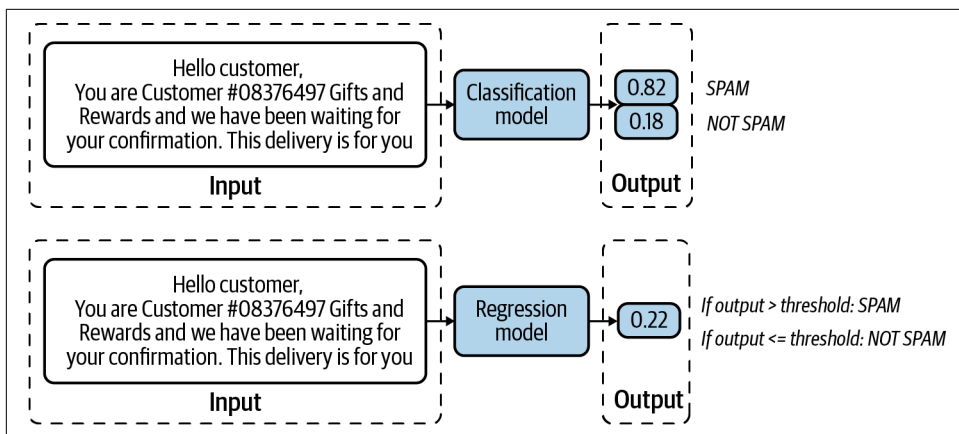 Hello customer,
You are Customer #08376497 Gifts and
Rewards and we have been waiting for
your confirmation. This delivery is for you
Input
Classification
model
0.82
SPAM
0.18
NOT SPAM
Output
Hello customer,
You are Customer #08376497 Gifts and
Rewards and we have been waiting for
your confirmation. This delivery is for you
Input
Regression
model
0.22
If output > threshold: SPAM
If output <= threshold: NOT SPAM
Output